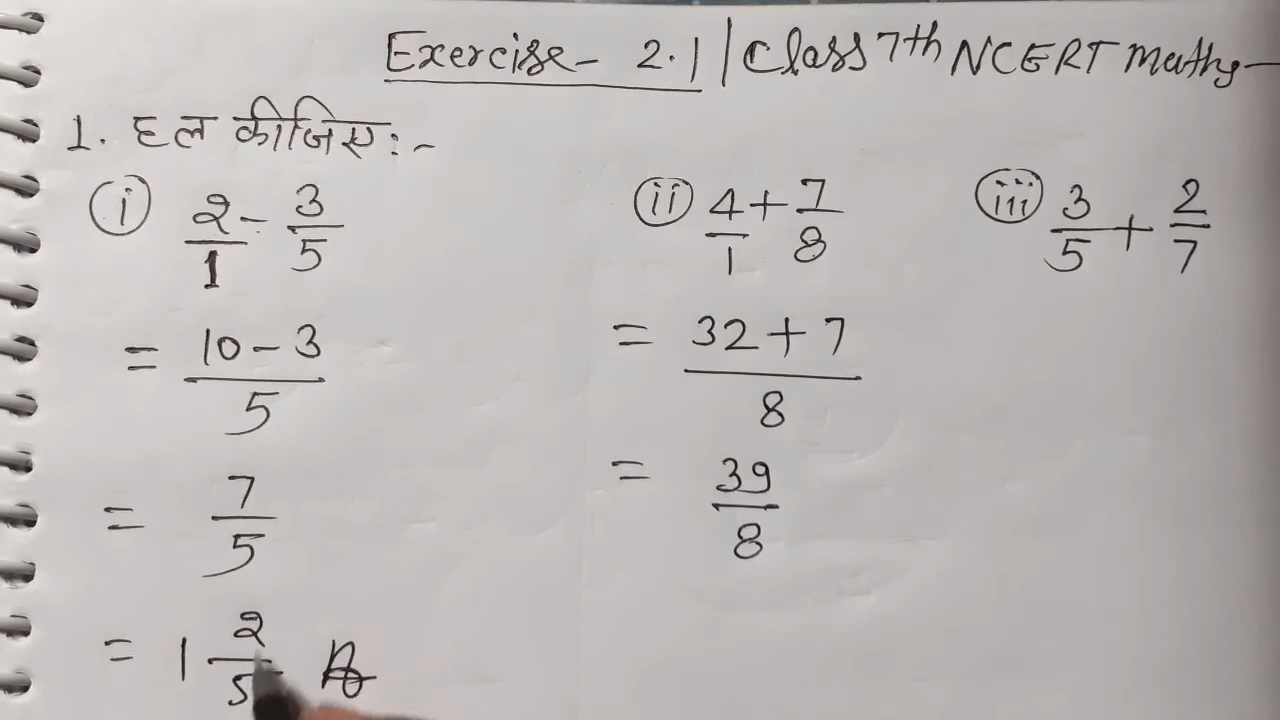 Exercise - 2.1 | Class 7th NCERT Maths -
1. हल कीजिए :-
(i) 2/1 - 3/5
= 10 - 3 / 5
= 7/5
= 1 2/5
(ii) 4/1 + 7/8
= 32 + 7 / 8
= 39/8
(iii) 3/5 + 2/7